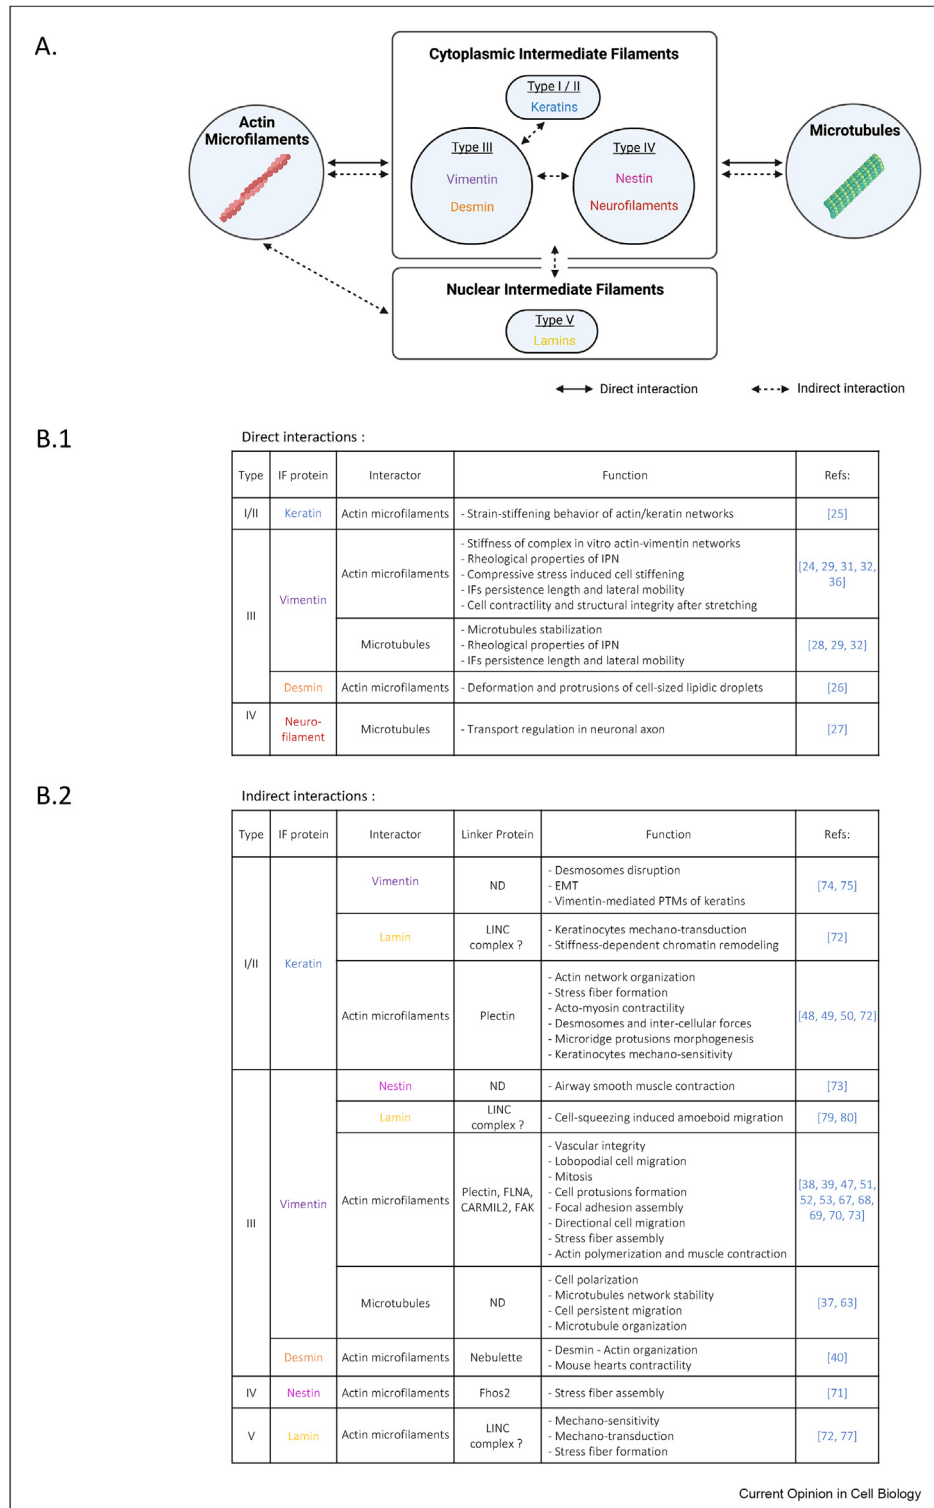 A.
Cytoplasmic Intermediate Filaments
Type I / II
Keratins
Actin
Microfilaments
Type III
Vimentin
Desmin
Type IV
Nestin
Neurofilaments
Microtubules
Nuclear Intermediate Filaments
Type V
Lamins
Direct interaction
Indirect interaction
B.1
Direct interactions :
Type
IF protein
Interactor
Function
Refs:
I/II
Keratin
Actin microfilaments
- Strain-stiffening behavior of actin/keratin networks
[25]
III
Vimentin
Actin microfilaments
- Stiffness of complex in vitro actin-vimentin networks
- Rheological properties of IPN
- Compressive stress induced cell stiffening
- IFs persistence length and lateral mobility
- Cell contractility and structural integrity after stretching
[24, 29, 31, 32,
36]
Microtubules
- Microtubules stabilization
- Rheological properties of IPN
- IFs persistence length and lateral mobility
[28, 29, 32]
Desmin
Actin microfilaments
- Deformation and protrusions of cell-sized lipidic droplets
[26]
IV
Neuro-
filament
Microtubules
- Transport regulation in neuronal axon
[27]
B.2
Indirect interactions :
Type
IF protein
Interactor
Linker Protein
Function
Refs:
I/II
Keratin
Vimentin
ND
- Desmosomes disruption
- EMT
- Vimentin-mediated PTMs of keratins
[74, 75]
Lamin
LINC
complex ?
- Keratinocytes mechano-transduction
- Stiffness-dependent chromatin remodeling
[72]
Actin microfilaments
Plectin
- Actin network organization
- Stress fiber formation
- Acto-myosin contractility
- Desmosomes and inter-cellular forces
- Microridge protusions morphogenesis
- Keratinocytes mechano-sensitivity
[48, 49, 50, 72]
III
Vimentin
Nestin
ND
- Airway smooth muscle contraction
[73]
Lamin
LINC
complex ?
- Cell-squeezing induced amoeboid migration
[79, 80]
Actin microfilaments
Plectin, FLNA,
CARMIL2, FAK
- Vascular integrity
- Lobopodial cell migration
- Mitosis
- Cell protusions formation
- Focal adhesion assembly
- Directional cell migration
- Stress fiber assembly
- Actin polymerization and muscle contraction
[38, 39, 47, 51,
52, 53, 67, 68,
69, 70, 73]
Microtubules
ND
- Cell polarization
- Microtubules network stability
- Cell persistent migration
- Microtubule organization
[37, 63]
Desmin
Actin microfilaments
Nebulette
- Desmin - Actin organization
- Mouse hearts contractility
[40]
IV
Nestin
Actin microfilaments
Fhos2
- Stress fiber assembly
[71]
V
Lamin
Actin microfilaments
LINC
complex ?
- Mechano-sensitivity
- Mechano-transduction
- Stress fiber formation
[72, 77]
Current Opinion in Cell Biology